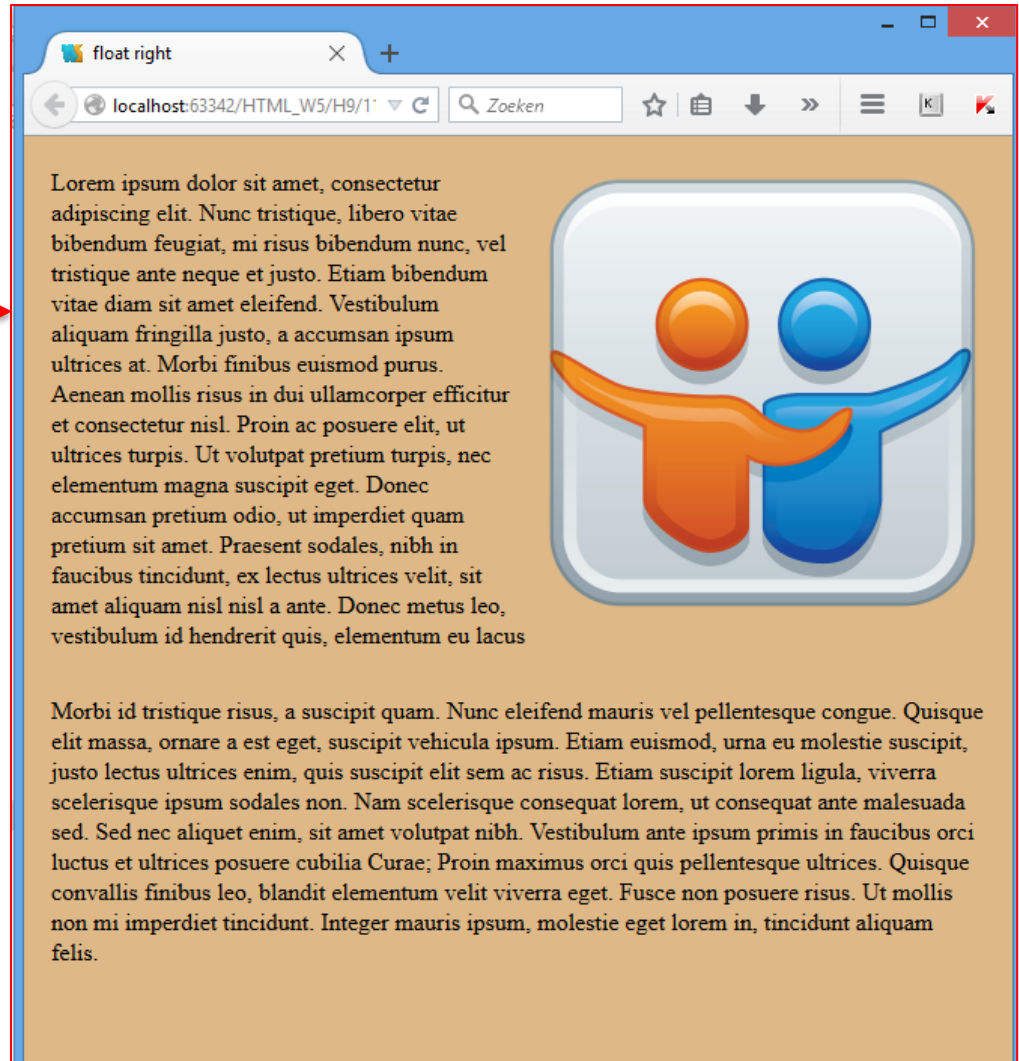 float right
localhost:63342/HTML_W5/H9/1
Zoeken
K
Lorem ipsum dolor sit amet, consectetur
adipiscing elit. Nunc tristique, libero vitae
bibendum feugiat, mi risus bibendum nunc, vel
tristique ante neque et justo. Etiam bibendum
vitae diam sit amet eleifend. Vestibulum
aliquam fringilla justo, a accumsan ipsum
ultrices at. Morbi finibus euismod purus.
Aenean mollis risus in dui ullamcorper efficitur
et consectetur nisl. Proin ac posuere elit, ut
ultrices turpis. Ut volutpat pretium turpis, nec
elementum magna suscipit eget. Donec
accumsan pretium odio, ut imperdiet quam
pretium sit amet. Praesent sodales, nibh in
faucibus tincidunt, ex lectus ultrices velit, sit
amet aliquam nisl nisl a ante. Donec metus leo,
vestibulum id hendrerit quis, elementum eu lacus
Morbi id tristique risus, a suscipit quam. Nunc eleifend mauris vel pellentesque congue. Quisque
elit massa, ornare a est eget, suscipit vehicula ipsum. Etiam euismod, urna eu molestie suscipit,
justo lectus ultrices enim, quis suscipit elit sem ac risus. Etiam suscipit lorem ligula, viverra
scelerisque ipsum sodales non. Nam scelerisque consequat lorem, ut consequat ante malesuada
sed. Sed nec aliquet enim, sit amet volutpat nibh. Vestibulum ante ipsum primis in faucibus orci
luctus et ultrices posuere cubilia Curae; Proin maximus orci quis pellentesque ultrices. Quisque
convallis finibus leo, blandit elementum velit viverra eget. Fusce non posuere risus. Ut mollis
non mi imperdiet tincidunt. Integer mauris ipsum, molestie eget lorem in, tincidunt aliquam
felis.